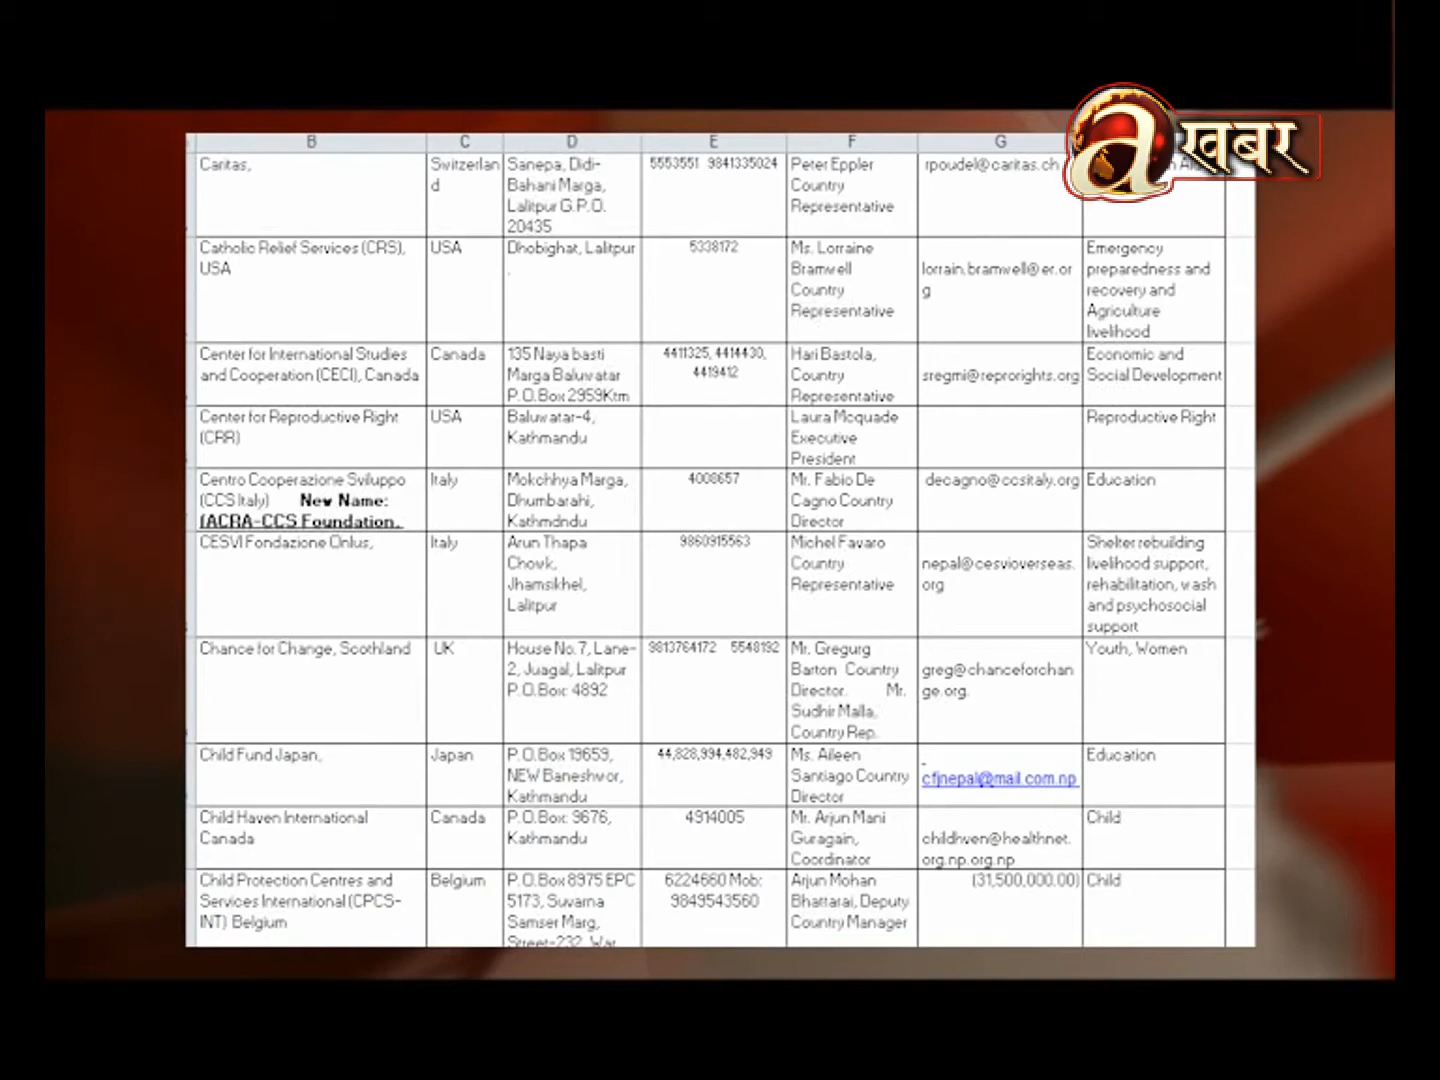 a खबर
B C D E F G
Caritas,
Switzerlan
d
Sanepa, Didi-
Bahani Marga,
Lalitpur G.P.O.
20435
5553551 9841335024
Peter Eppler
Country
Representative
rpoudel@caritas.ch
Catholic Relief Services (CRS),
USA
USA
Dhobighat, Lalitpur
.
5338172
Ms. Lorraine
Bramwell
Country
Representative
lorrain.bramwell@er.or
g
Emergency
preparedness and
recovery and
Agriculture
livelihood
Center for International Studies
and Cooperation (CECI), Canada
Canada
135 Naya basti
Marga Baluwatar
P.O.Box 2959Ktm
4411325, 4414430,
4419412
Hari Bastola,
Country
Representative
sregmi@reprorights.org
Economic and
Social Development
Center for Reproductive Right
(CRR)
USA
Baluwatar-4,
Kathmandu
Laura Mcquade
Executive
President
Reproductive Right
Centro Cooperazione Sviluppo
(CCS Italy) New Name:
(ACRA-CCS Foundation,
Italy
Mokchhya Marga,
Dhumbarahi,
Kathmdndu
4008657
Mr. Fabio De
Cagno Country
Director
decagno@ccsitaly.org
Education
CESVI Fondazione Onlus,
Italy
Arun Thapa
Chowk,
Jhamsikhel,
Lalitpur
9860915563
Michel Favaro
Country
Representative
nepal@cesvioverseas.
org
Shelter rebuilding
livelihood support,
rehabilitation, wash
and psychosocial
support
Chance for Change, Scothland
UK
House No.7, Lane-
2, Juagal, Lalitpur
P.O.Box: 4892
9813764172 5548192
Mr. Gregurg
Barton Country
Director. Mr.
Sudhir Malla,
Country Rep.
greg@chanceforchan
ge.org.
Youth, Women
Child Fund Japan,
Japan
P.O.Box 19659,
NEW Baneshwor,
Kathmandu
44,828,994,482,949
Ms. Aileen
Santiago Country
Director
cfjnepal@mail.com.np
Education
Child Haven International
Canada
Canada
P.O.Box: 9676,
Kathmandu
4914005
Mr. Arjun Mani
Guragain,
Coordinator
childhven@healthnet.
org.np.org.np
Child
Child Protection Centres and
Services International (CPCS-
INT) Belgium
Belgium
P.O.Box 8975 EPC
5173, Suvarna
Samser Marg,
Street-232, War
6224660 Mob:
9849543560
Arjun Mohan
Bhattarai, Deputy
Country Manager
(31,500,000.00)
Child